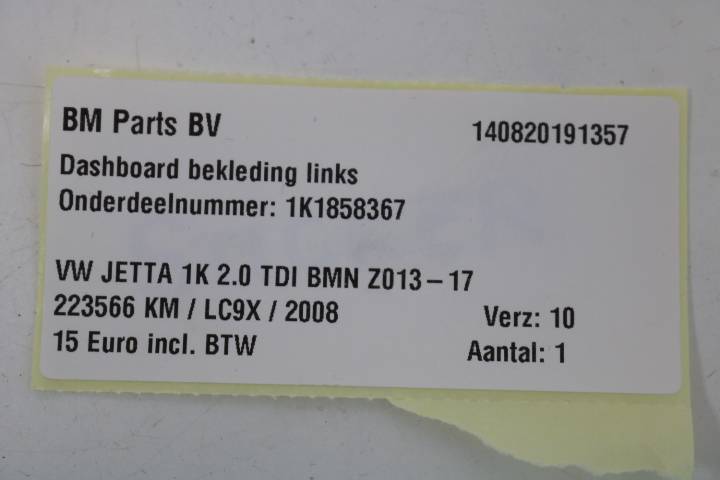 BM Parts BV 140820191357
Dashboard bekleding links
Onderdeelnummer: 1K1858367
VW JETTA 1K 2.0 TDI BMN Z013-17
223566 KM / LC9X / 2008 Verz: 10
15 Euro incl. BTW Aantal: 1